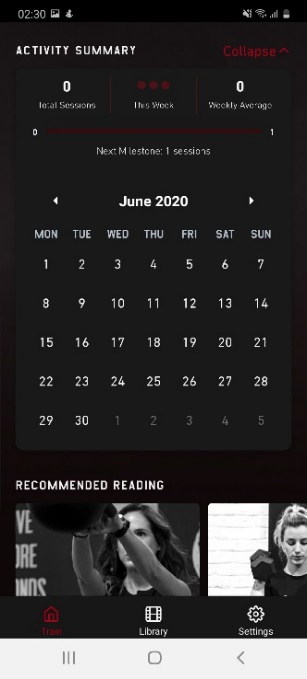 02:30
ACTIVITY SUMMARY Collapse
0 0
Total Sessions This Week Weekly Average
0 1
Next Milestone: 1 sessions
June 2020
MON TUE WED THU FRI SAT SUN
1 2 3 4 5 6 7
8 9 10 11 12 13 14
15 16 17 18 19 20 21
22 23 24 25 26 27 28
29 30 1 2 3 4 5
RECOMMENDED READING
Train Library Settings